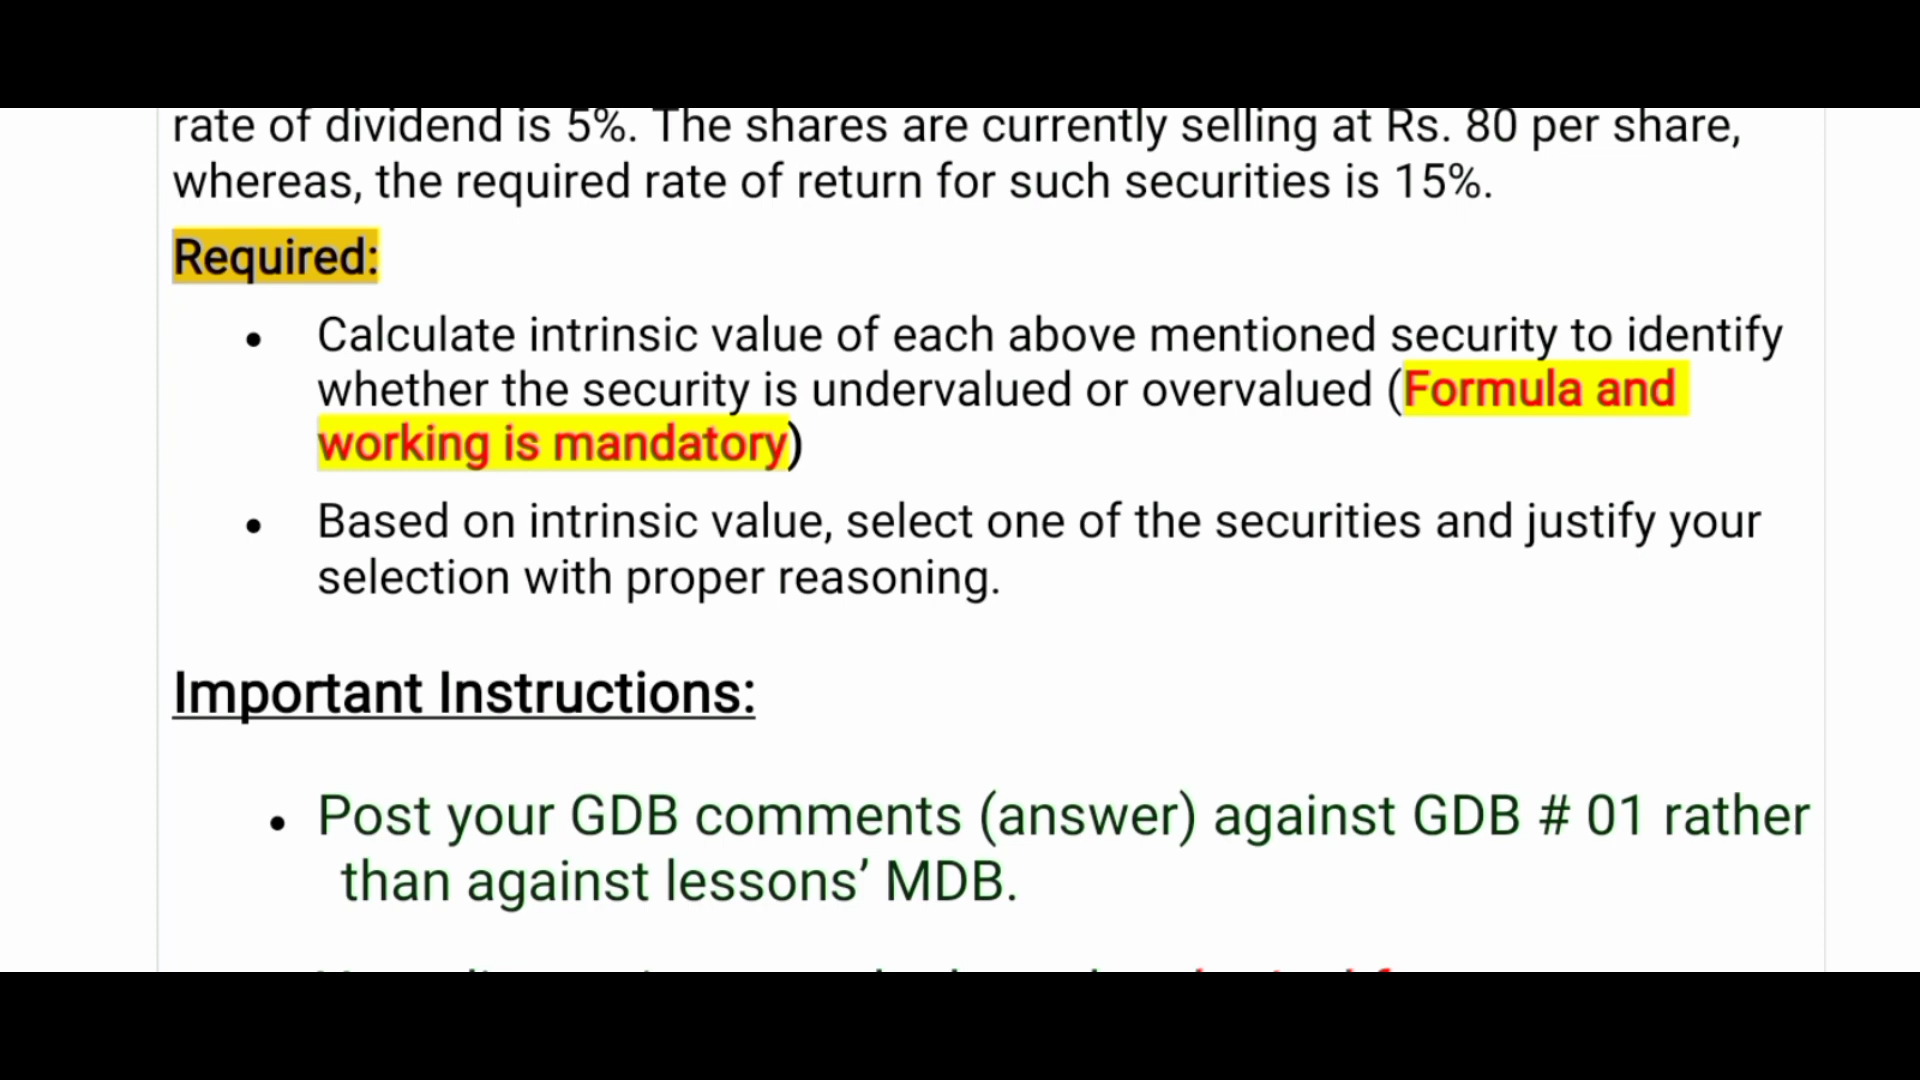 rate of dividend is 5%. The shares are currently selling at Rs. 80 per share,
whereas, the required rate of return for such securities is 15%.
Required:
• Calculate intrinsic value of each above mentioned security to identify
whether the security is undervalued or overvalued (Formula and
working is mandatory)
• Based on intrinsic value, select one of the securities and justify your
selection with proper reasoning.
Important Instructions:
• Post your GDB comments (answer) against GDB # 01 rather
than against lessons’ MDB.